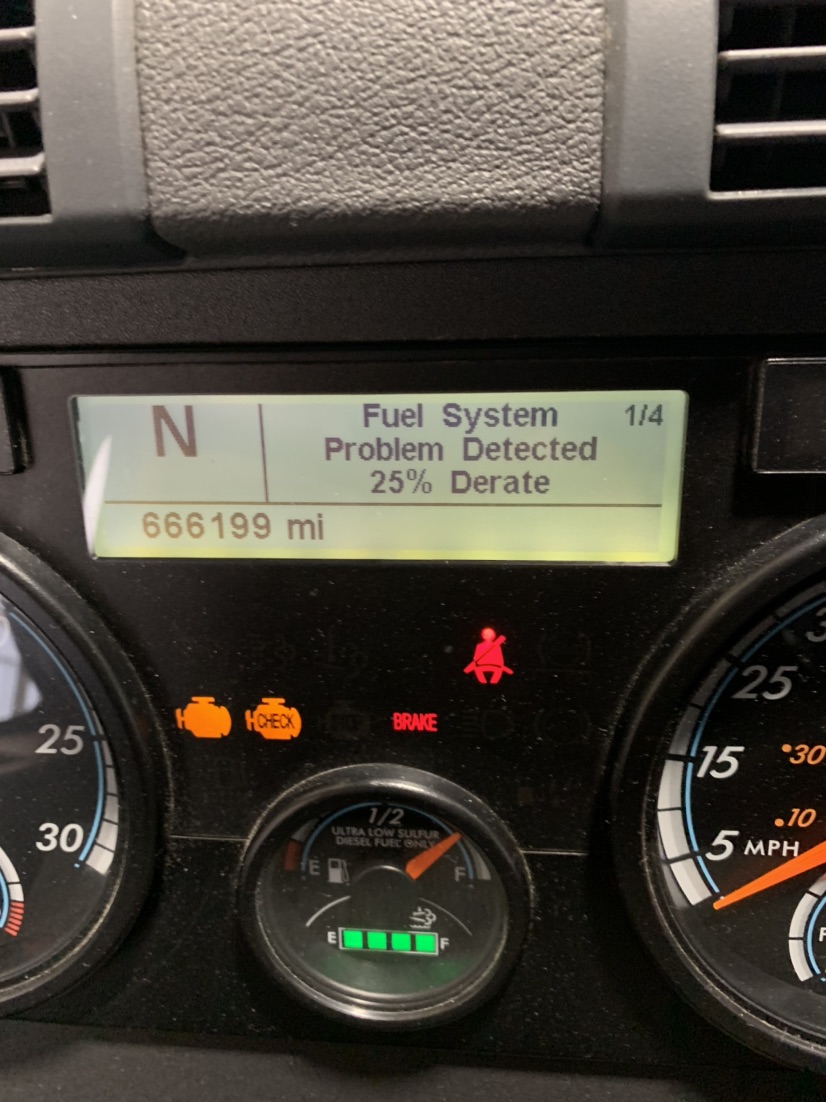 N
Fuel System 1/4
Problem Detected
25% Derate
666199 mi
CHECK
BRAKE
25
30
1/2
ULTRA LOW SULFUR
DIESEL FUEL ONLY
E F
E F
25
15 30
10
5 MPH